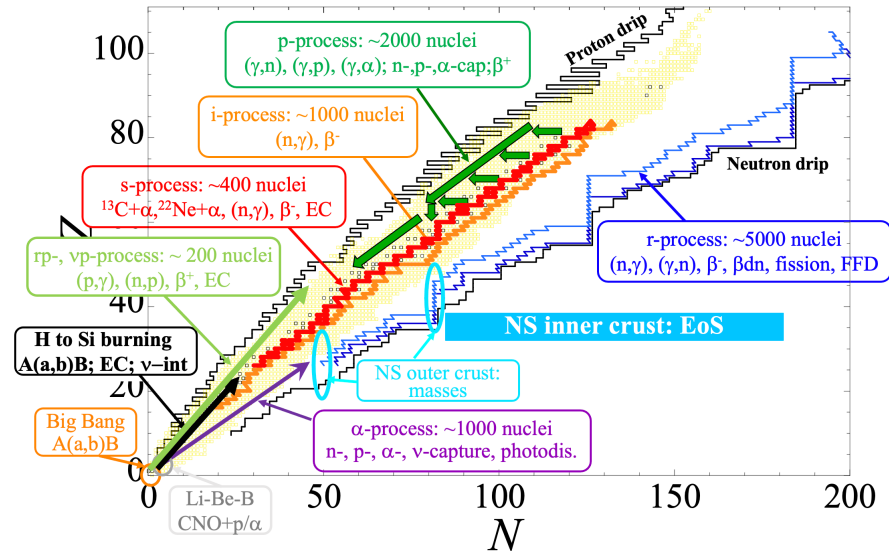 100
80
60
40
20
0
0
50
100
150
200
N
Proton drip
Neutron drip
p-process: ~2000 nuclei
(γ,n), (γ,p), (γ,α); n-,p-,α-cap;β⁺
i-process: ~1000 nuclei
(n,γ), β⁻
s-process: ~400 nuclei
¹³C+α,²²Ne+α, (n,γ), β⁻, EC
rp-, νp-process: ~ 200 nuclei
(p,γ), (n,p), β⁺, EC
H to Si burning
A(a,b)B; EC; ν–int
Big Bang
A(a,b)B
Li-Be-B
CNO+p/α
r-process: ~5000 nuclei
(n,γ), (γ,n), β⁻, βdn, fission, FFD
NS inner crust: EoS
NS outer crust:
masses
α-process: ~1000 nuclei
n-, p-, α-, ν-capture, photodis.